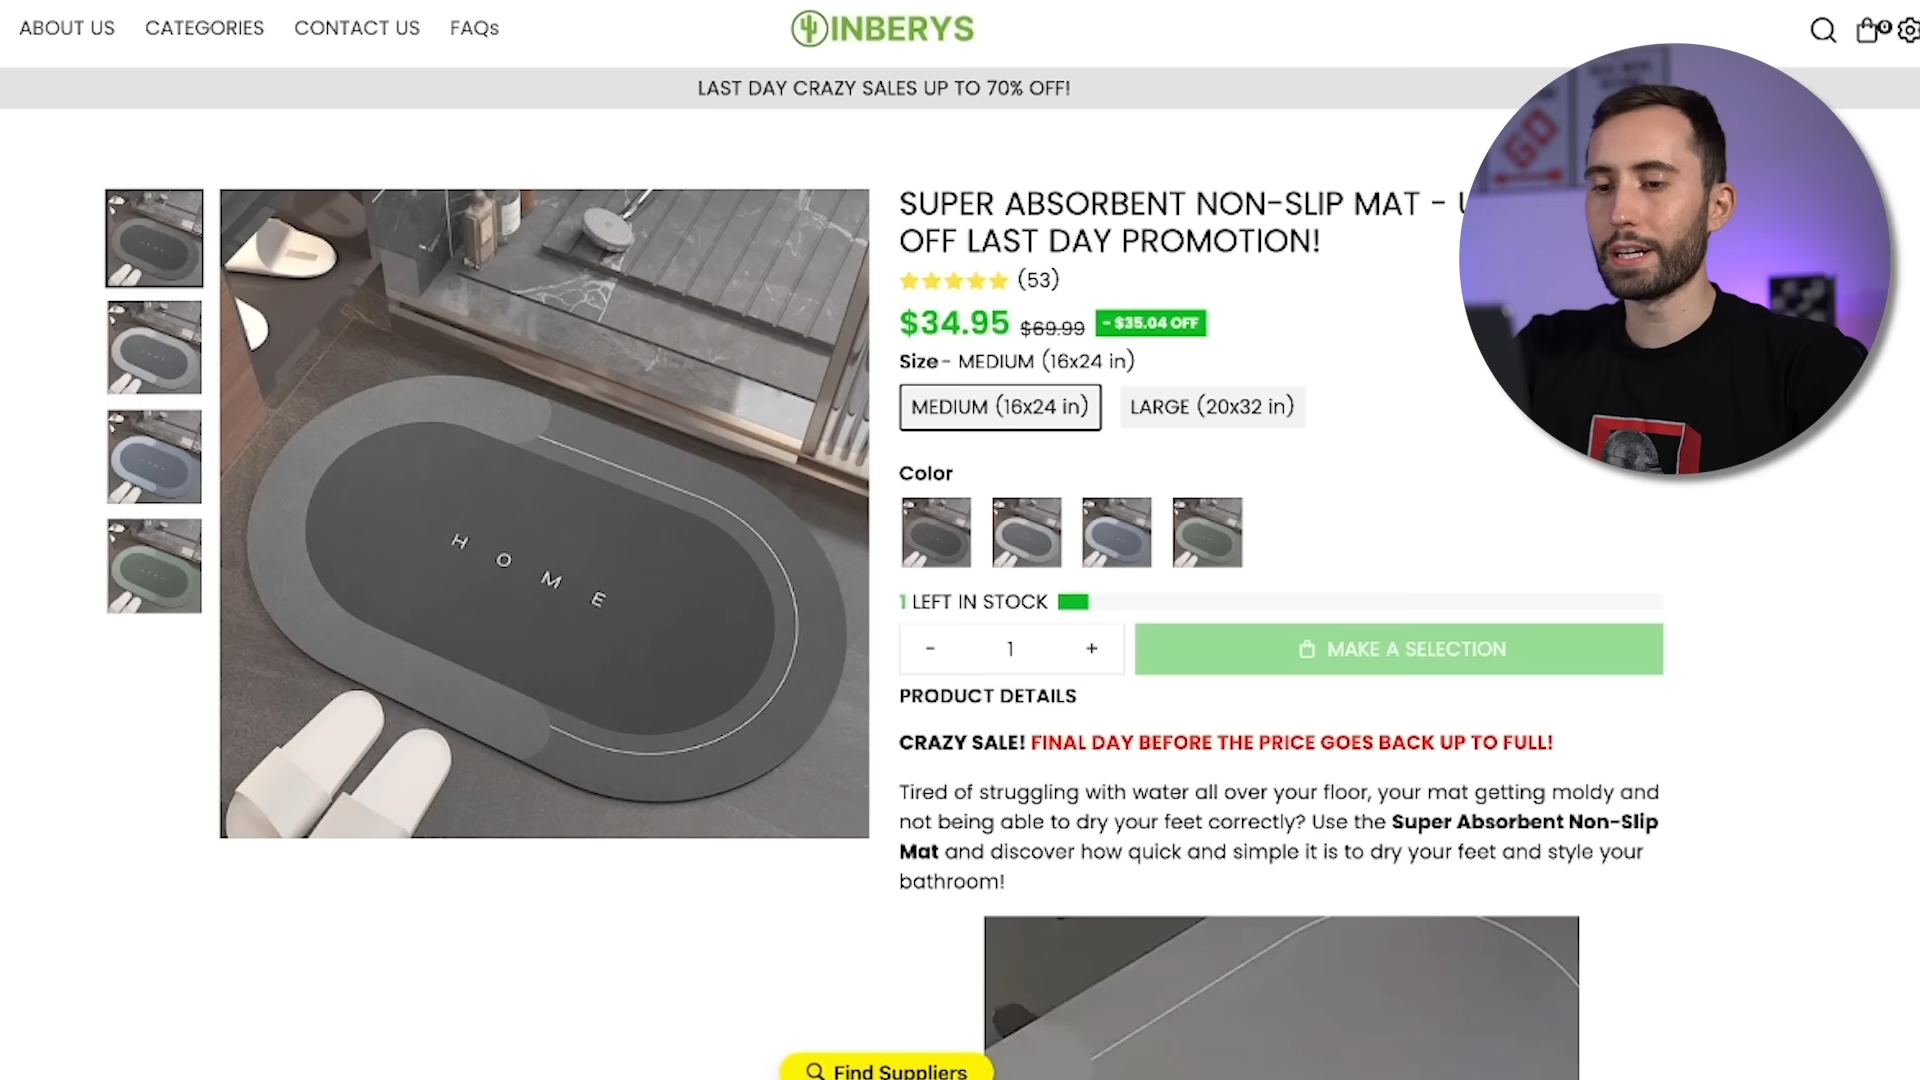 ABOUT US CATEGORIES CONTACT US FAQs
INBERYS
0
LAST DAY CRAZY SALES UP TO 70% OFF!
GO
SUPER ABSORBENT NON-SLIP MAT -
OFF LAST DAY PROMOTION!
(53)
$34.95 $69.99 - $35.04 OFF
Size - MEDIUM (16x24 in)
MEDIUM (16x24 in) LARGE (20x32 in)
Color
HOME
1 LEFT IN STOCK
- 1 + MAKE A SELECTION
PRODUCT DETAILS
CRAZY SALE! FINAL DAY BEFORE THE PRICE GOES BACK UP TO FULL!
Tired of struggling with water all over your floor, your mat getting moldy and
not being able to dry your feet correctly? Use the Super Absorbent Non-Slip
Mat and discover how quick and simple it is to dry your feet and style your
bathroom!
Find Suppliers